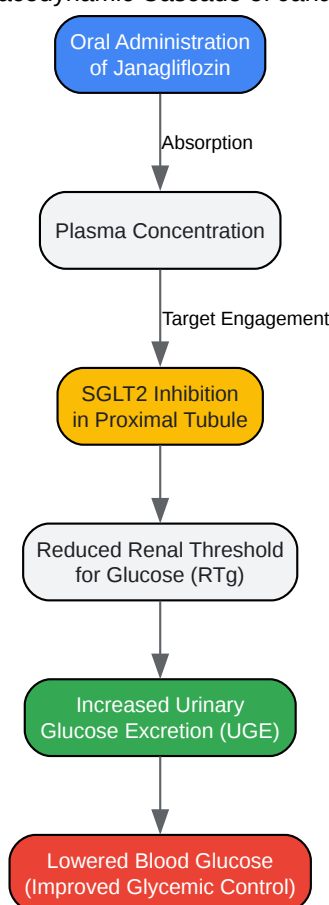 of
Oral Administration
of Janagliflozin
Absorption
Plasma Concentration
Target Engagement
SGLT2 Inhibition
in Proximal Tubule
Reduced Renal Threshold
for Glucose (RTg)
Increased Urinary
Glucose Excretion (UGE)
Lowered Blood Glucose
(Improved Glycemic Control)